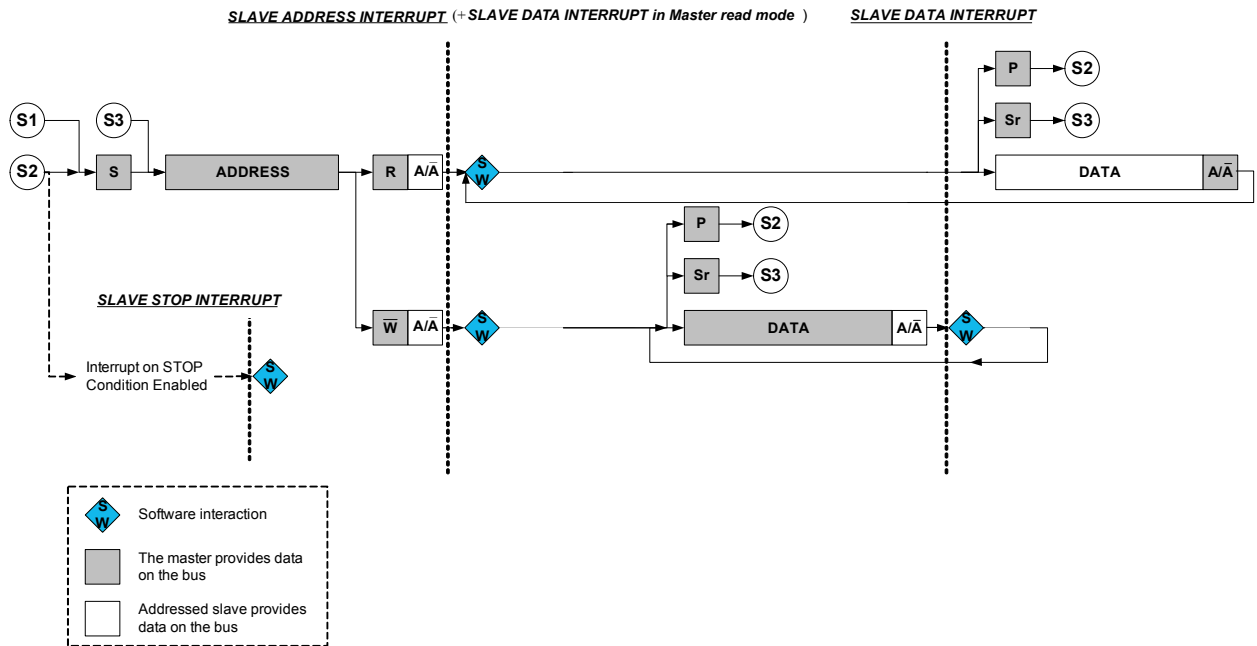 SLAVE ADDRESS INTERRUPT (+SLAVE DATA INTERRUPT in Master read mode )
SLAVE DATA INTERRUPT
P
S2
S1
S3
Sr
S3
S2
S
ADDRESS
R
A/A̅
S
W
DATA
A/A̅
P
S2
Sr
S3
SLAVE STOP INTERRUPT
W̅
A/A̅
S
W
DATA
A/A̅
S
W
Interrupt on STOP
Condition Enabled
S
W
S
W
Software interaction
The master provides data
on the bus
Addressed slave provides
data on the bus